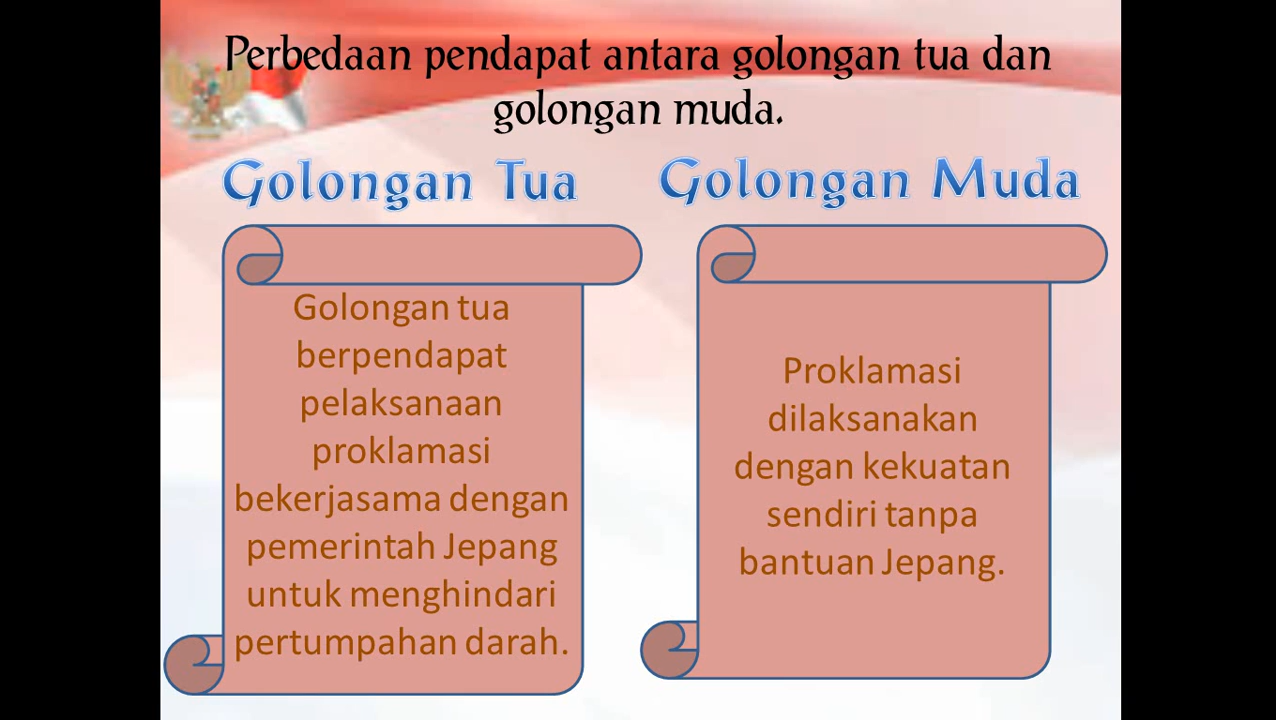 Perbedaan pendapat antara golongan tua dan
golongan muda.
Golongan Tua
Golongan tua
berpendapat
pelaksanaan
proklamasi
bekerjasama dengan
pemerintah Jepang
untuk menghindari
pertumpahan darah.
Golongan Muda
Proklamasi
dilaksanakan
dengan kekuatan
sendiri tanpa
bantuan Jepang.